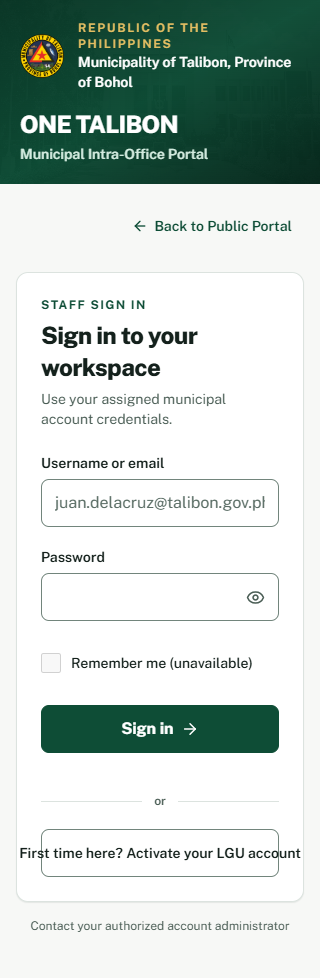 REPUBLIC OF THE
PHILIPPINES
Municipality of Talibon, Province
of Bohol
ONE TALIBON
Municipal Intra-Office Portal
← Back to Public Portal
STAFF SIGN IN
Sign in to your
workspace
Use your assigned municipal
account credentials.
Username or email
juan.delacruz@talibon.gov.ph
Password
Remember me (unavailable)
Sign in →
or
First time here? Activate your LGU account
Contact your authorized account administrator